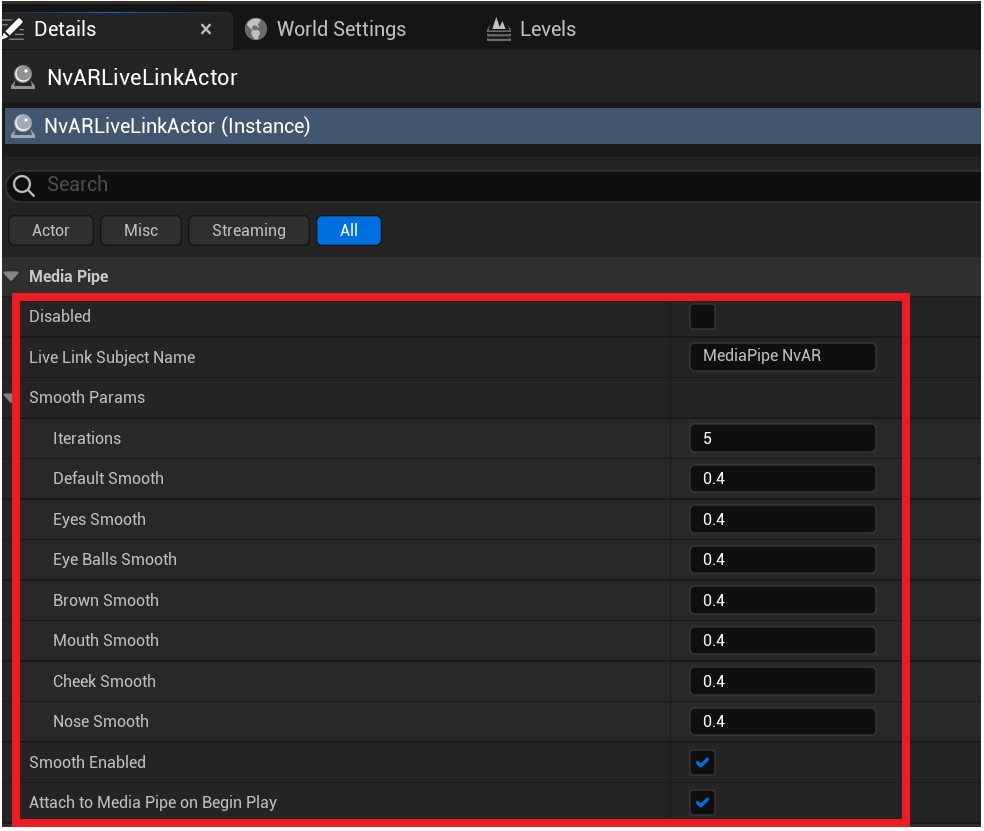 Details
World Settings
Levels
NvARLiveLinkActor
NvARLiveLinkActor (Instance)
Search
Actor Misc Streaming All
Media Pipe
Disabled
Live Link Subject Name MediaPipe NvAR
Smooth Params
Iterations 5
Default Smooth 0.4
Eyes Smooth 0.4
Eye Balls Smooth 0.4
Brown Smooth 0.4
Mouth Smooth 0.4
Cheek Smooth 0.4
Nose Smooth 0.4
Smooth Enabled
Attach to Media Pipe on Begin Play